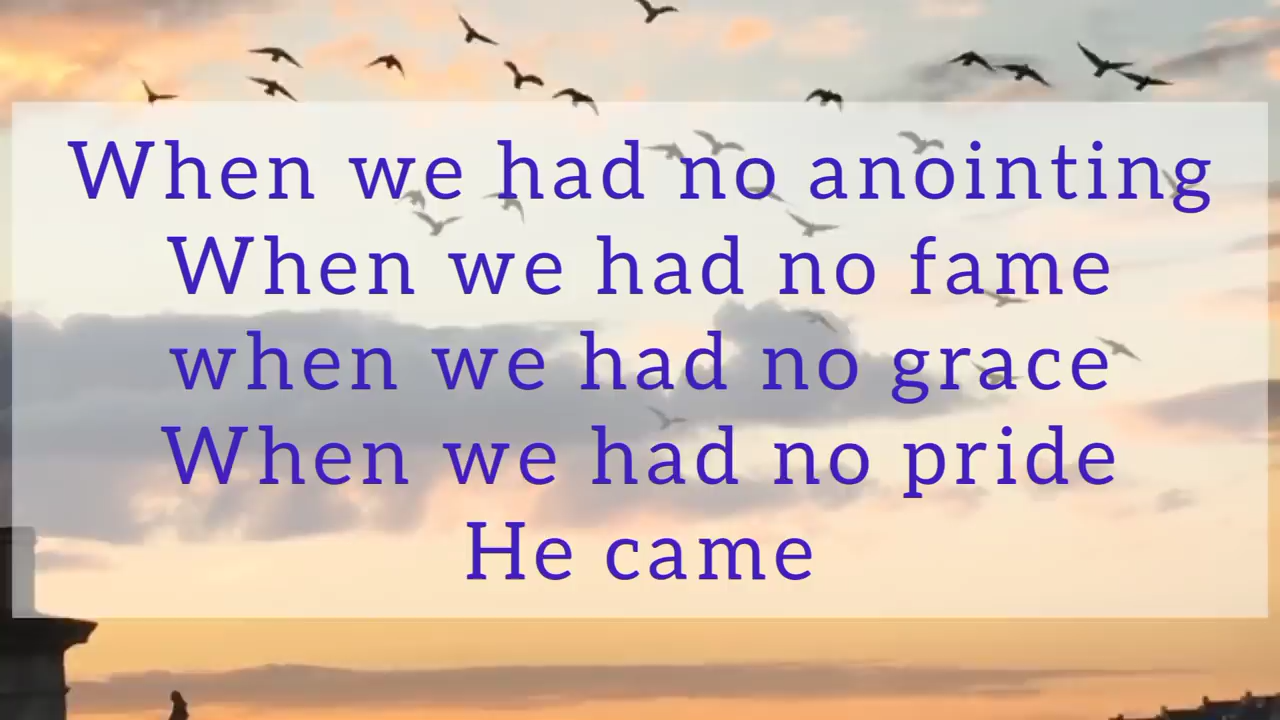 When we had no anointing
When we had no fame
when we had no grace
When we had no pride
He came